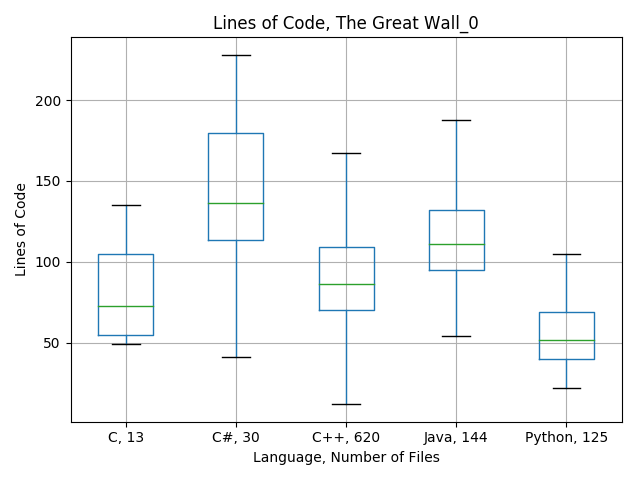 Lines of Code, The Great Wall_0
Lines of Code
200
150
100
50
C, 13
C#, 30
C++, 620
Java, 144
Python, 125
Language, Number of Files